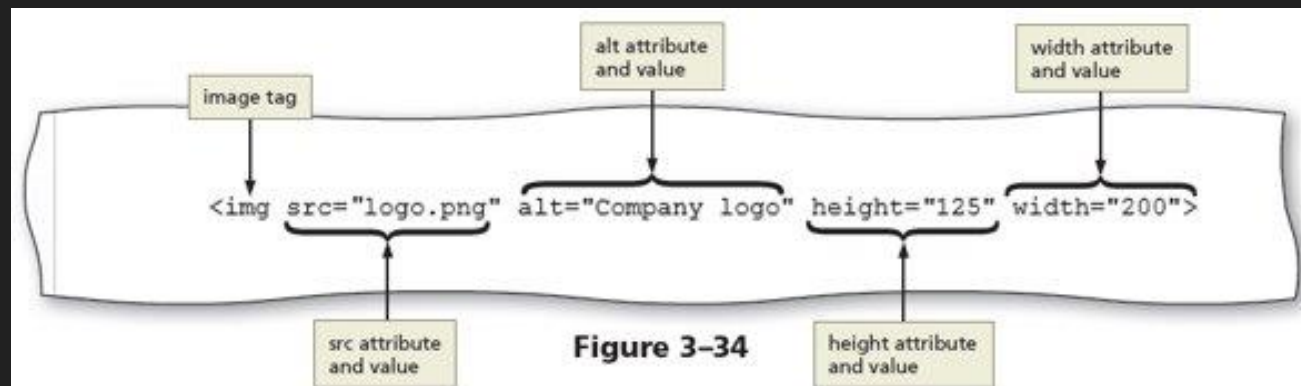 alt attribute
and value
width attribute
and value
image tag
<img src="logo.png" alt="Company logo" height="125" width="200">
src attribute
and value
Figure 3–34
height attribute
and value